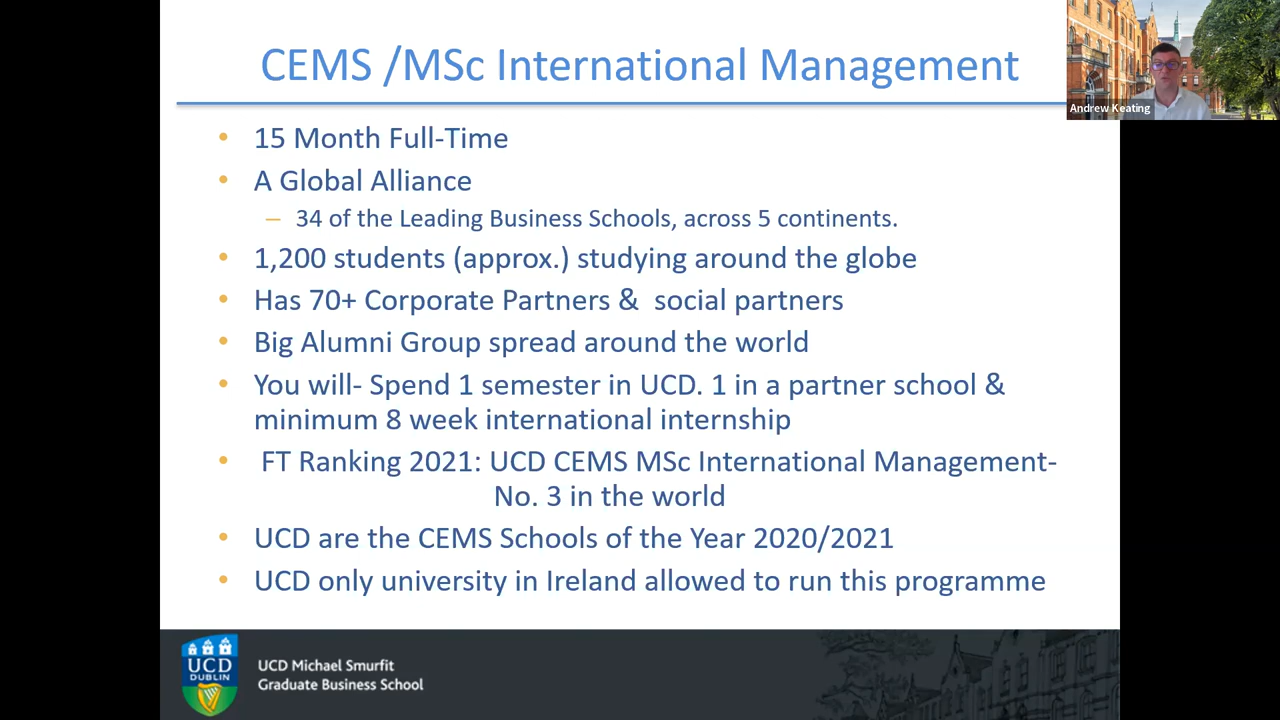 CEMS /MSc International Management
Andrew Keating
• 15 Month Full-Time
• A Global Alliance
– 34 of the Leading Business Schools, across 5 continents.
• 1,200 students (approx.) studying around the globe
• Has 70+ Corporate Partners &  social partners
• Big Alumni Group spread around the world
• You will- Spend 1 semester in UCD. 1 in a partner school &
minimum 8 week international internship
• FT Ranking 2021: UCD CEMS MSc International Management-
No. 3 in the world
• UCD are the CEMS Schools of the Year 2020/2021
• UCD only university in Ireland allowed to run this programme
UCD
DUBLIN
UCD Michael Smurfit
Graduate Business School